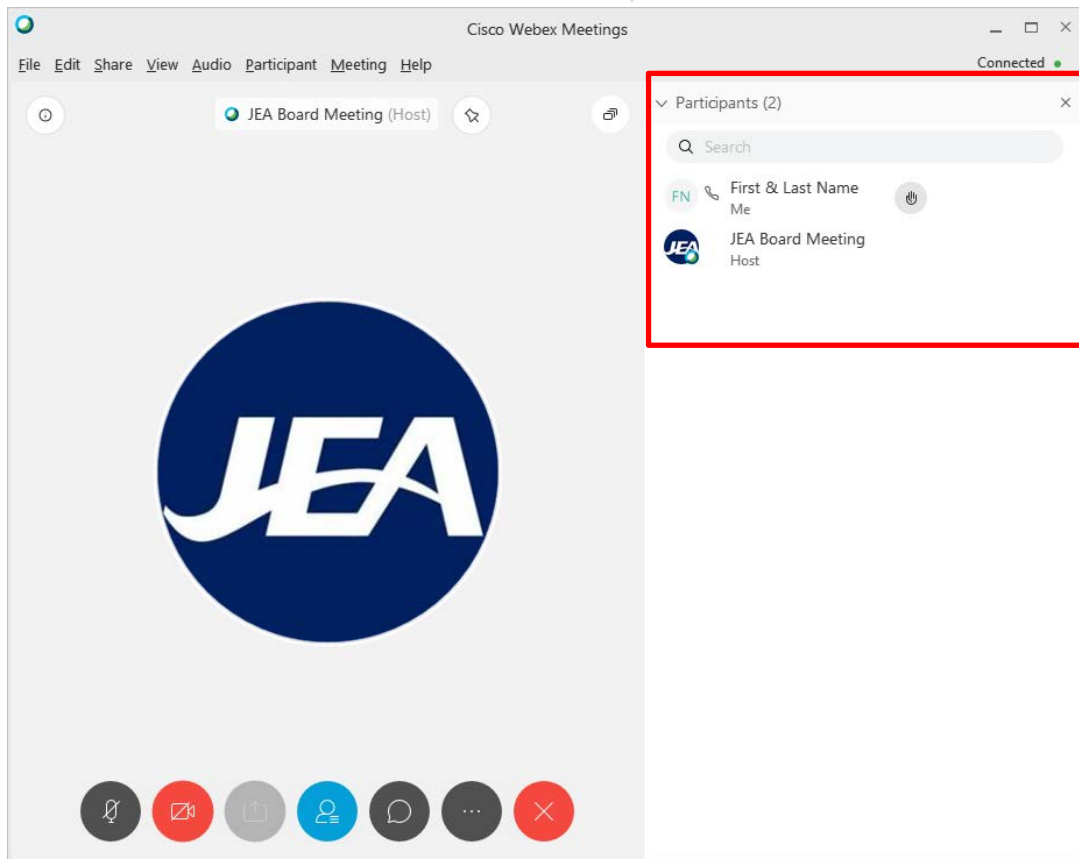 Cisco Webex Meetings
File Edit Share View Audio Participant Meeting Help
Connected
JEA Board Meeting (Host)
Participants (2)
Search
FN
First & Last Name
Me
JEA
JEA Board Meeting
Host
JEA